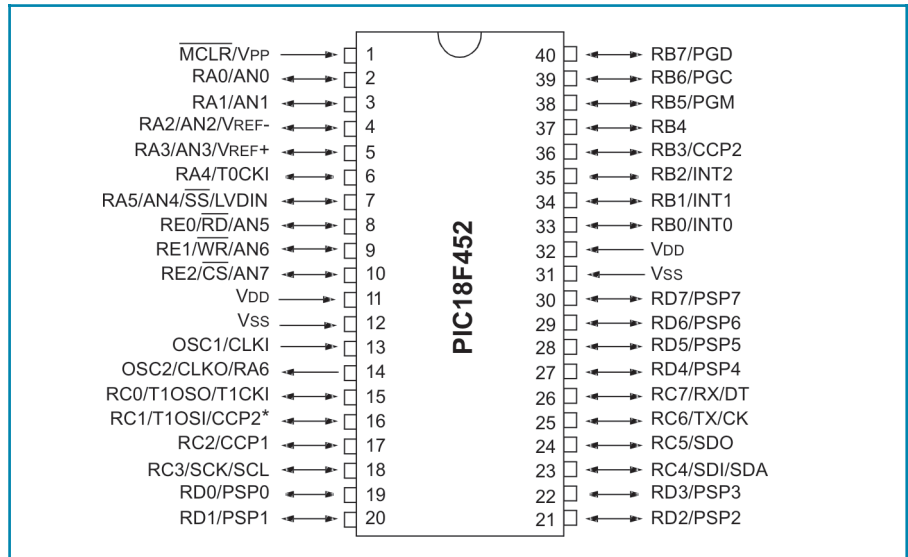 MCLR/VPP 1
RA0/AN0 2
RA1/AN1 3
RA2/AN2/VREF- 4
RA3/AN3/VREF+ 5
RA4/T0CKI 6
RA5/AN4/SS/LVDIN 7
RE0/RD/AN5 8
RE1/WR/AN6 9
RE2/CS/AN7 10
VDD 11
VSS 12
OSC1/CLKI 13
OSC2/CLKO/RA6 14
RC0/T1OSO/T1CKI 15
RC1/T1OSI/CCP2* 16
RC2/CCP1 17
RC3/SCK/SCL 18
RD0/PSP0 19
RD1/PSP1 20
PIC18F452
40 RB7/PGD
39 RB6/PGC
38 RB5/PGM
37 RB4
36 RB3/CCP2
35 RB2/INT2
34 RB1/INT1
33 RB0/INT0
32 VDD
31 VSS
30 RD7/PSP7
29 RD6/PSP6
28 RD5/PSP5
27 RD4/PSP4
26 RC7/RX/DT
25 RC6/TX/CK
24 RC5/SDO
23 RC4/SDI/SDA
22 RD3/PSP3
21 RD2/PSP2